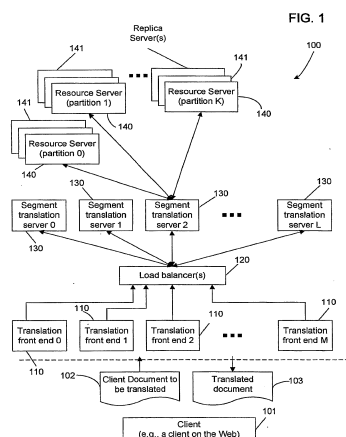 FIG. 1
Replica
Server(s)
100
141
141
Resource Server
(partition 1)
Resource Server
(partition K)
141
140
140
Resource Server
(partition 0)
140
130
130
130
130
Segment
translation
server 0
Segment
translation
server 1
Segment
translation
server 2
Segment
translation
server L
130
120
Load balancer(s)
110
110
110
110
Translation
front end 0
Translation
front end 1
Translation
front end 2
Translation
front end M
110
102
Client Document to
be translated
Translated
document
103
101
Client
(e.g., a client on the Web)